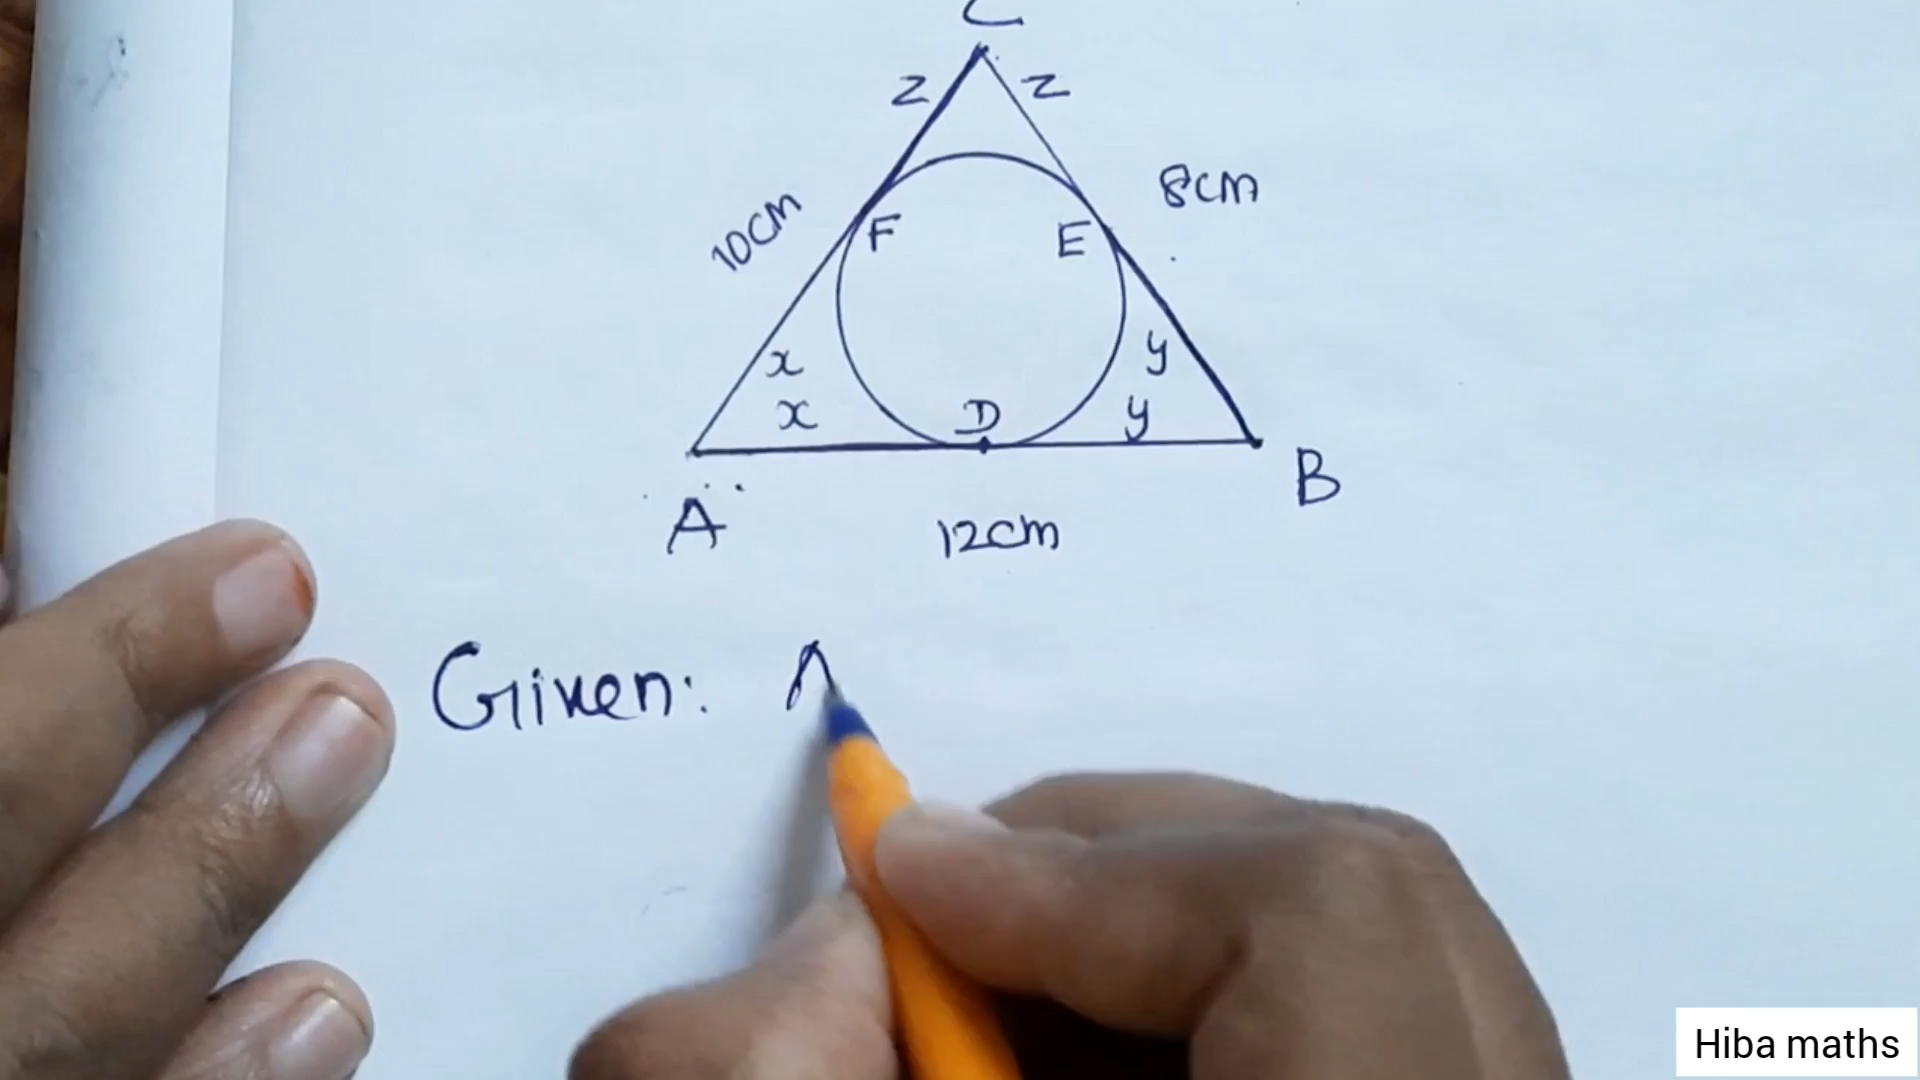 C
z z
10cm 8cm
F E
x y
x D y
A B
12cm
Given: A
Hiba maths